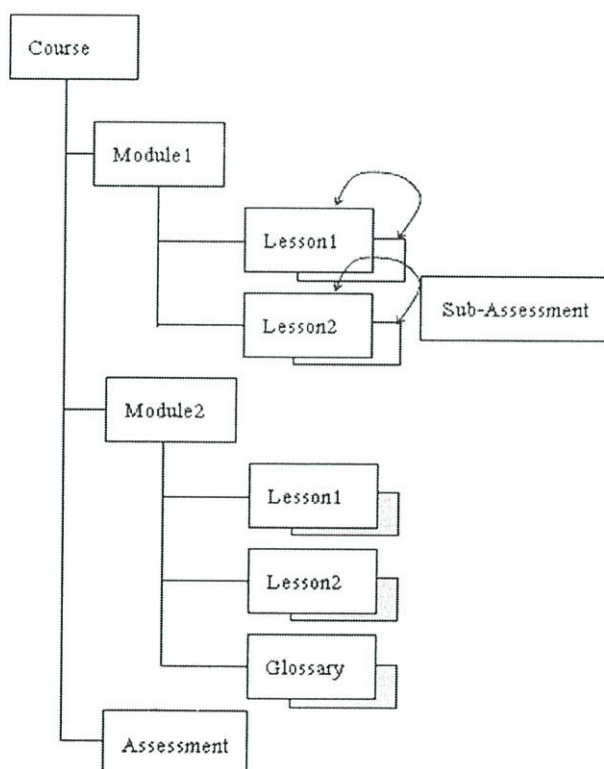 Course
Module1
Lesson1
Lesson2
Sub-Assessment
Module2
Lesson1
Lesson2
Glossary
Assessment